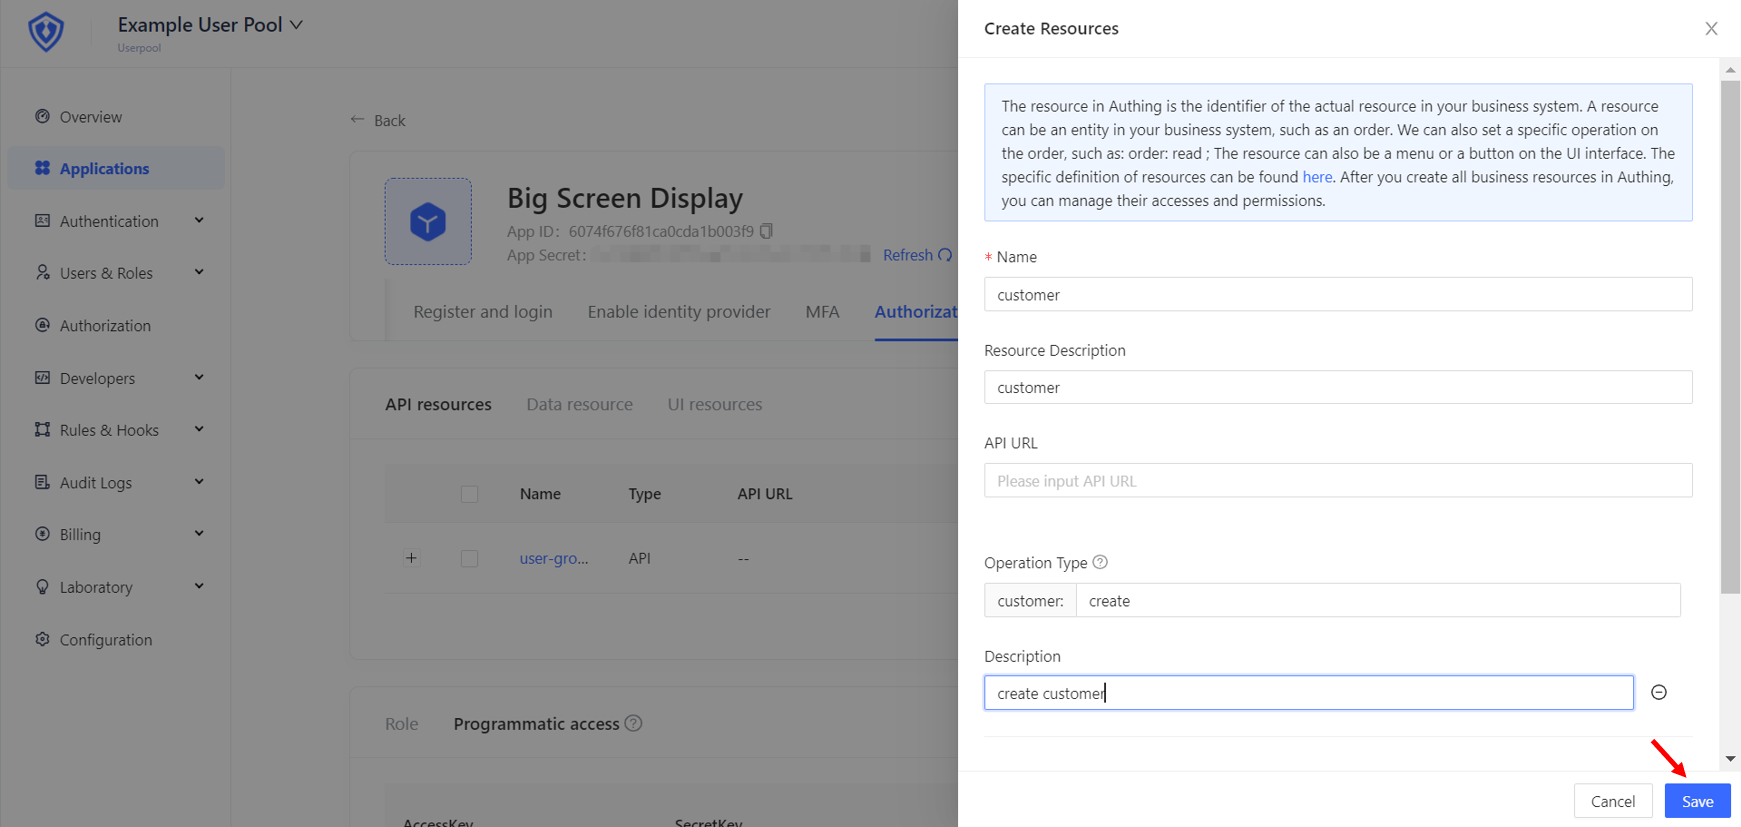 Example User Pool
Userpool
Overview
Applications
Authentication
Users & Roles
Authorization
Developers
Rules & Hooks
Audit Logs
Billing
Laboratory
Configuration
← Back
Big Screen Display
App ID: 6074f676f81ca0cda1b003f9
App Secret: Refresh
Register and login Enable identity provider MFA Authorizat
API resources Data resource UI resources
Name Type API URL
+ user-gro... API --
Role Programmatic access ?
AccessKey SecretKey
Create Resources
The resource in Authing is the identifier of the actual resource in your business system. A resource
can be an entity in your business system, such as an order. We can also set a specific operation on
the order, such as: order: read ; The resource can also be a menu or a button on the UI interface. The
specific definition of resources can be found here. After you create all business resources in Authing,
you can manage their accesses and permissions.
* Name
customer
Resource Description
customer
API URL
Please input API URL
Operation Type ?
customer: create
Description
create customer
Cancel Save